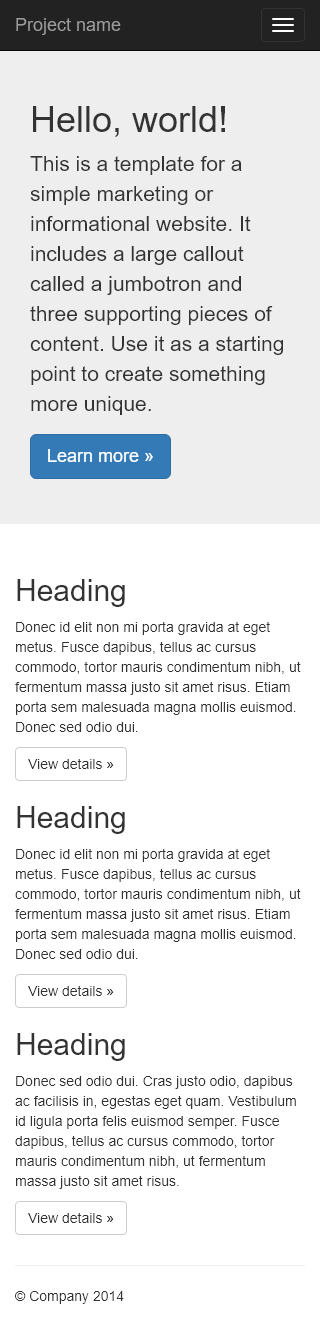 Project name
Hello, world!
This is a template for a
simple marketing or
informational website. It
includes a large callout
called a jumbotron and
three supporting pieces of
content. Use it as a starting
point to create something
more unique.
Learn more »
Heading
Donec id elit non mi porta gravida at eget
metus. Fusce dapibus, tellus ac cursus
commodo, tortor mauris condimentum nibh, ut
fermentum massa justo sit amet risus. Etiam
porta sem malesuada magna mollis euismod.
Donec sed odio dui.
View details »
Heading
Donec id elit non mi porta gravida at eget
metus. Fusce dapibus, tellus ac cursus
commodo, tortor mauris condimentum nibh, ut
fermentum massa justo sit amet risus. Etiam
porta sem malesuada magna mollis euismod.
Donec sed odio dui.
View details »
Heading
Donec sed odio dui. Cras justo odio, dapibus
ac facilisis in, egestas eget quam. Vestibulum
id ligula porta felis euismod semper. Fusce
dapibus, tellus ac cursus commodo, tortor
mauris condimentum nibh, ut fermentum
massa justo sit amet risus.
View details »
© Company 2014